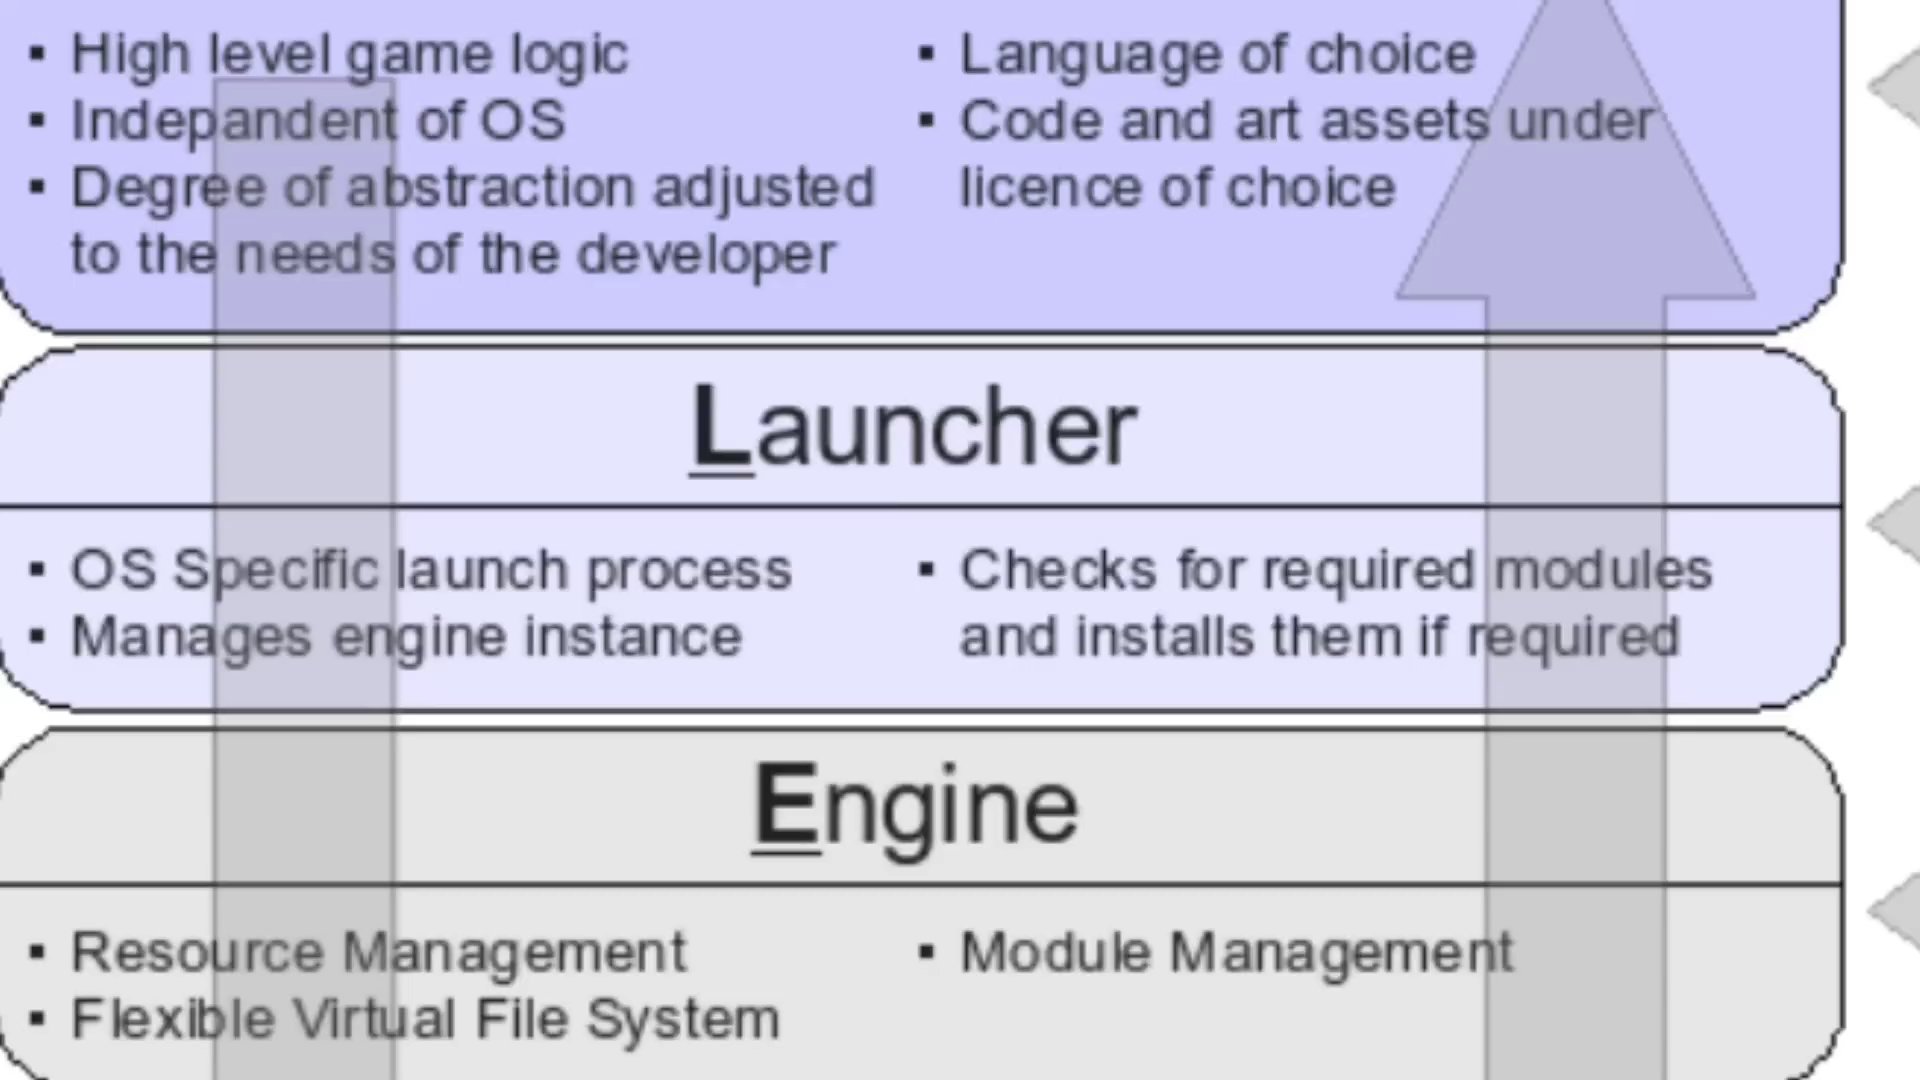 ▪ High level game logic
▪ Indepandent of OS
▪ Degree of abstraction adjusted
to the needs of the developer
▪ Language of choice
▪ Code and art assets under
licence of choice
Launcher
▪ OS Specific launch process
▪ Manages engine instance
▪ Checks for required modules
and installs them if required
Engine
▪ Resource Management
▪ Flexible Virtual File System
▪ Module Management